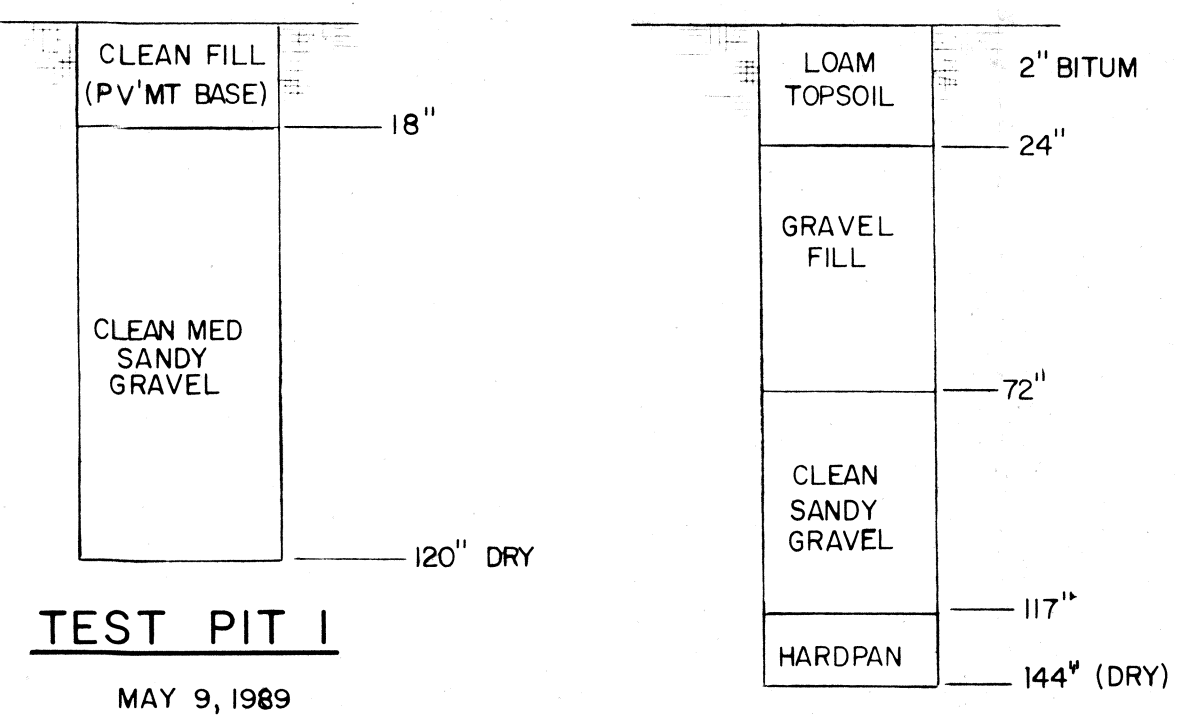 CLEAN FILL
(PV'MT BASE)
18"
CLEAN MED
SANDY
GRAVEL
120" DRY
TEST PIT 1
MAY 9, 1989
LOAM
TOPSOIL
2" BITUM
24"
GRAVEL
FILL
72"
CLEAN
SANDY
GRAVEL
117"
HARDPAN
144" (DRY)